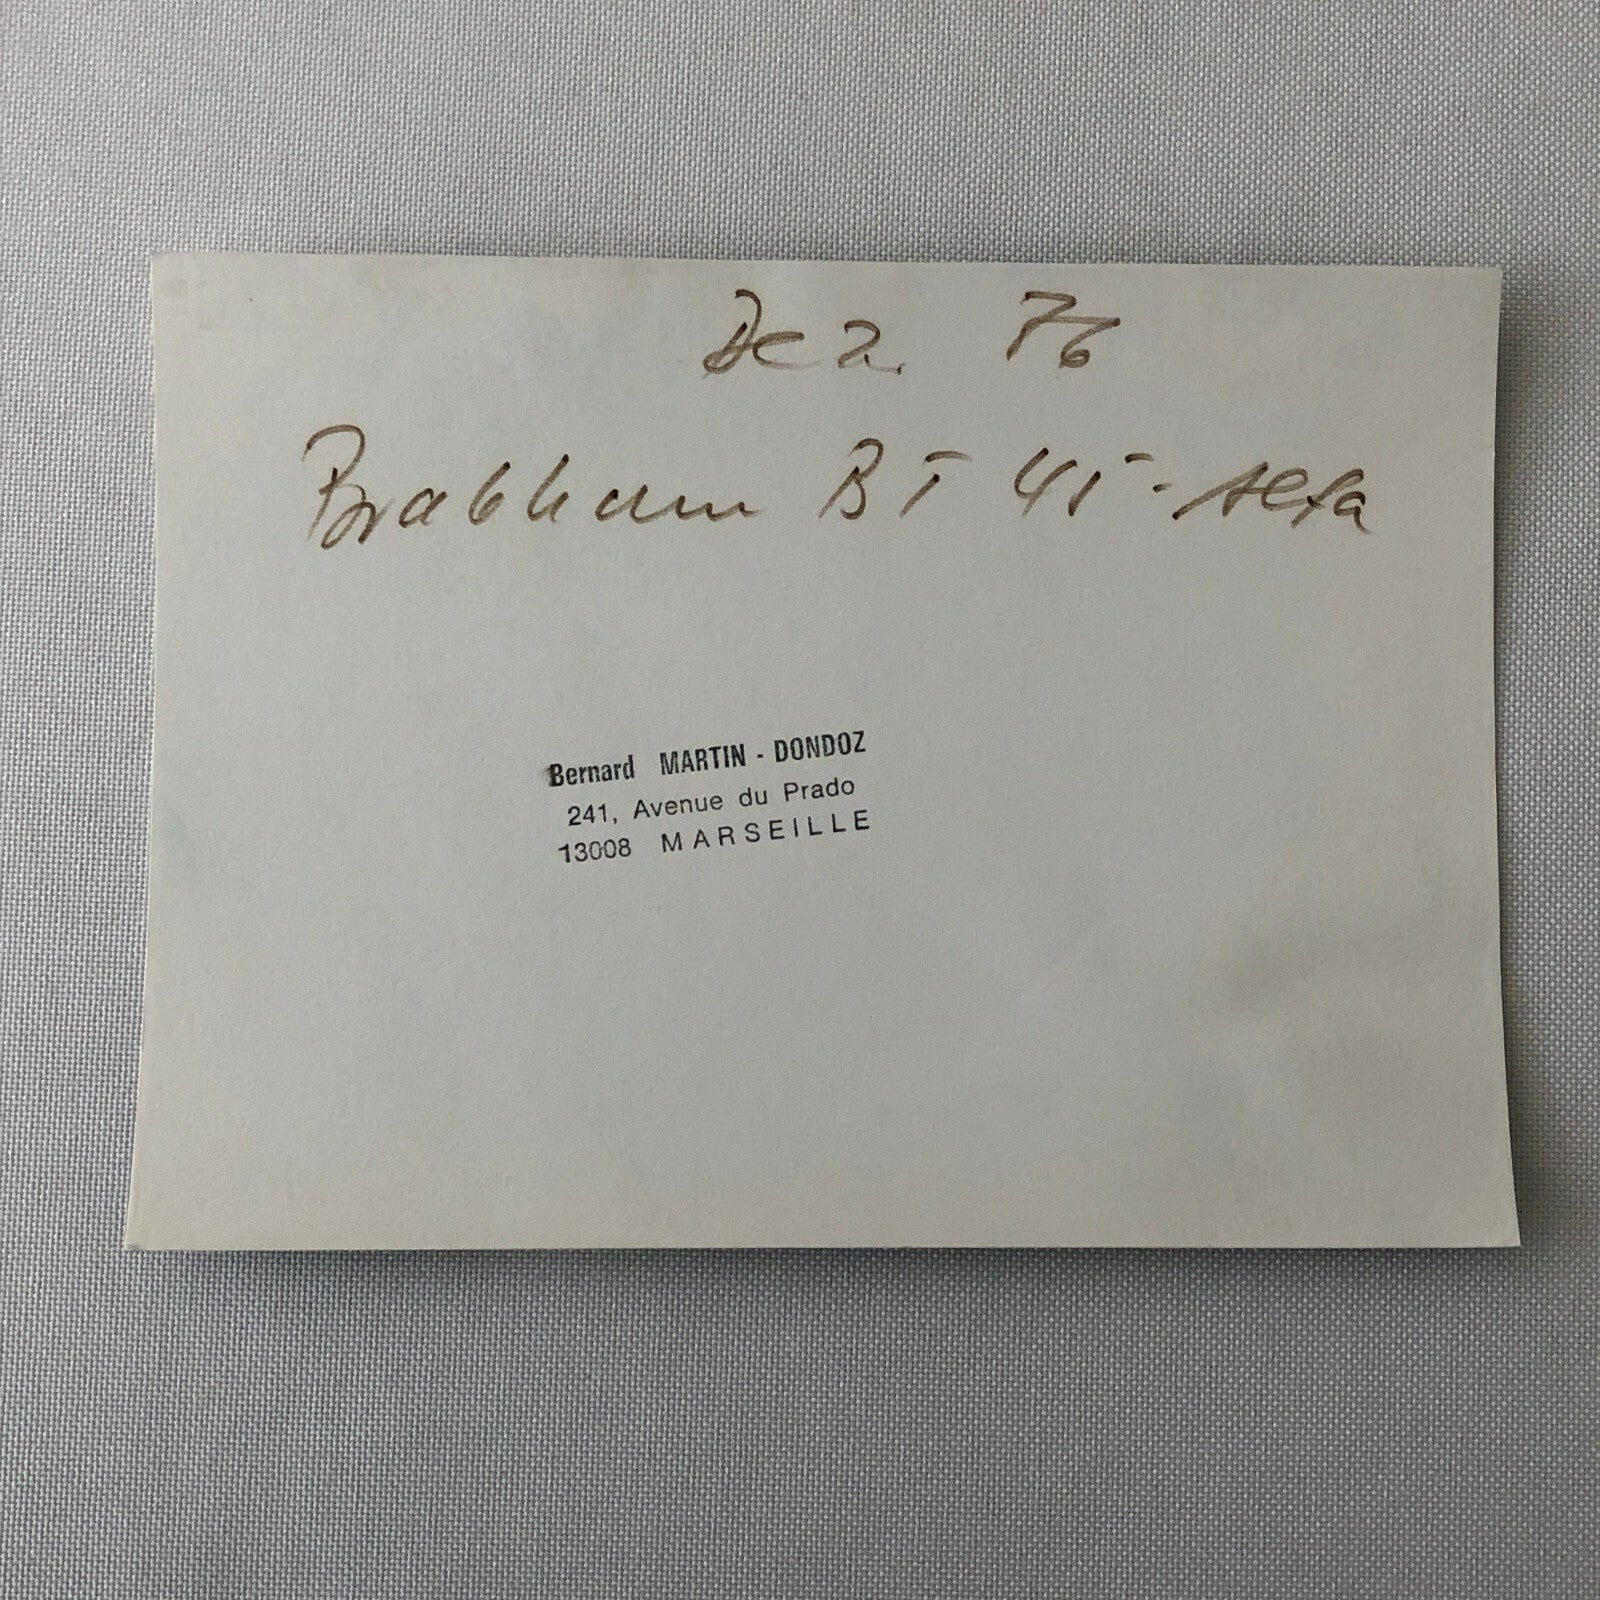 Dez. 76
Brabham BT 45-Alfa
Bernard MARTIN - DONDOZ
241, Avenue du Prado
13008 MARSEILLE